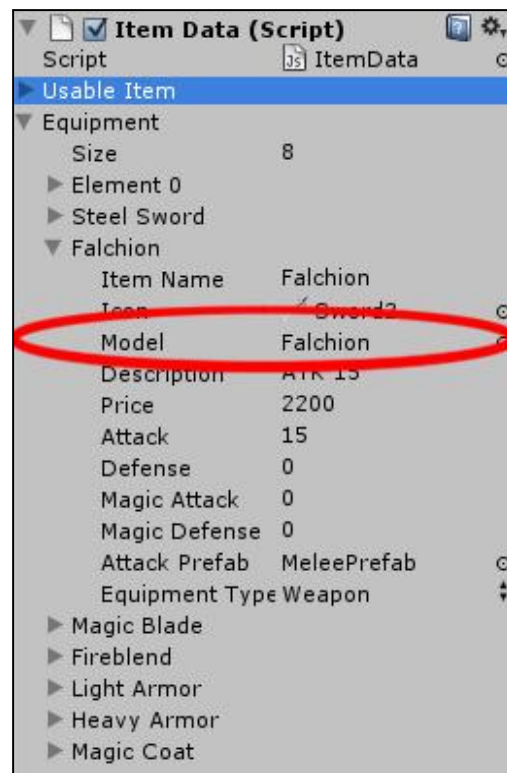 Item Data (Script)
Script Js ItemData
Usable Item
Equipment
Size 8
Element 0
Steel Sword
Falchion
Item Name Falchion
Icon Sword2
Model Falchion
Description ATK 15
Price 2200
Attack 15
Defense 0
Magic Attack 0
Magic Defense 0
Attack Prefab MeleePrefab
Equipment Type Weapon
Magic Blade
Fireblend
Light Armor
Heavy Armor
Magic Coat